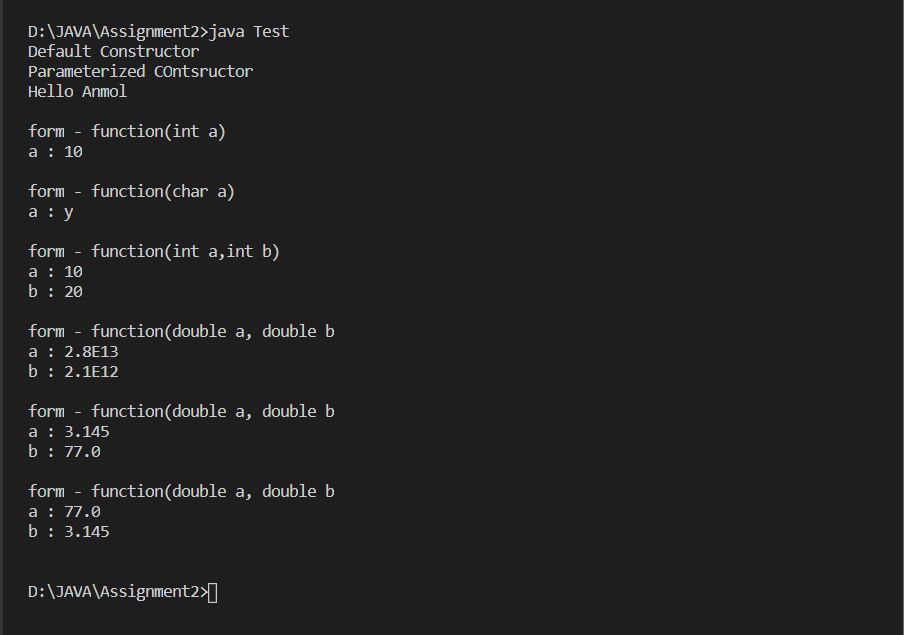 D:\JAVA\Assignment2>java Test
Default Constructor
Parameterized COntsructor
Hello Anmol
form - function(int a)
a : 10
form - function(char a)
a : y
form - function(int a,int b)
a : 10
b : 20
form - function(double a, double b
a : 2.8E13
b : 2.1E12
form - function(double a, double b
a : 3.145
b : 77.0
form - function(double a, double b
a : 77.0
b : 3.145
D:\JAVA\Assignment2>